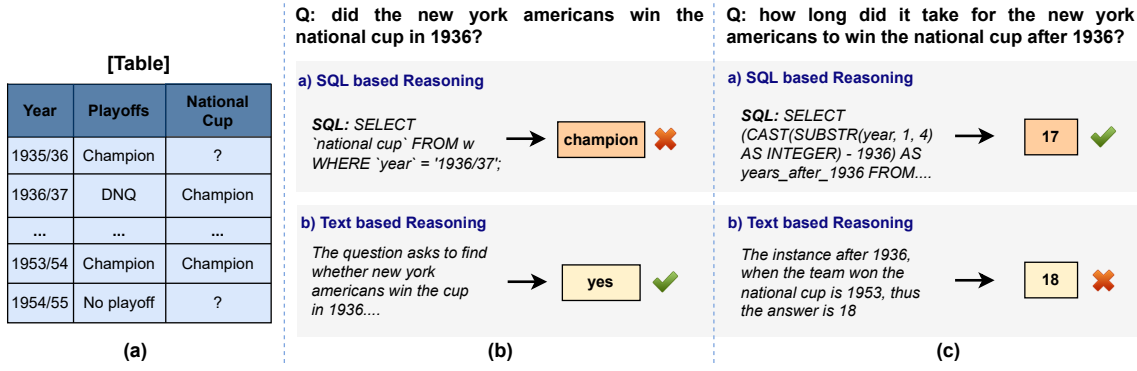 [Table]
Year Playoffs National Cup
1935/36 Champion ?
1936/37 DNQ Champion
... ... ...
1953/54 Champion Champion
1954/55 No playoff ?
(a)
Q: did the new york americans win the
national cup in 1936?
a) SQL based Reasoning
SQL: SELECT
`national cup` FROM w
WHERE `year` = '1936/37';
champion
b) Text based Reasoning
The question asks to find
whether new york
americans win the cup
in 1936....
yes
(b)
Q: how long did it take for the new york
americans to win the national cup after 1936?
a) SQL based Reasoning
SQL: SELECT
(CAST(SUBSTR(year, 1, 4)
AS INTEGER) - 1936) AS
years_after_1936 FROM....
17
b) Text based Reasoning
The instance after 1936,
when the team won the
national cup is 1953, thus
the answer is 18
18
(c)